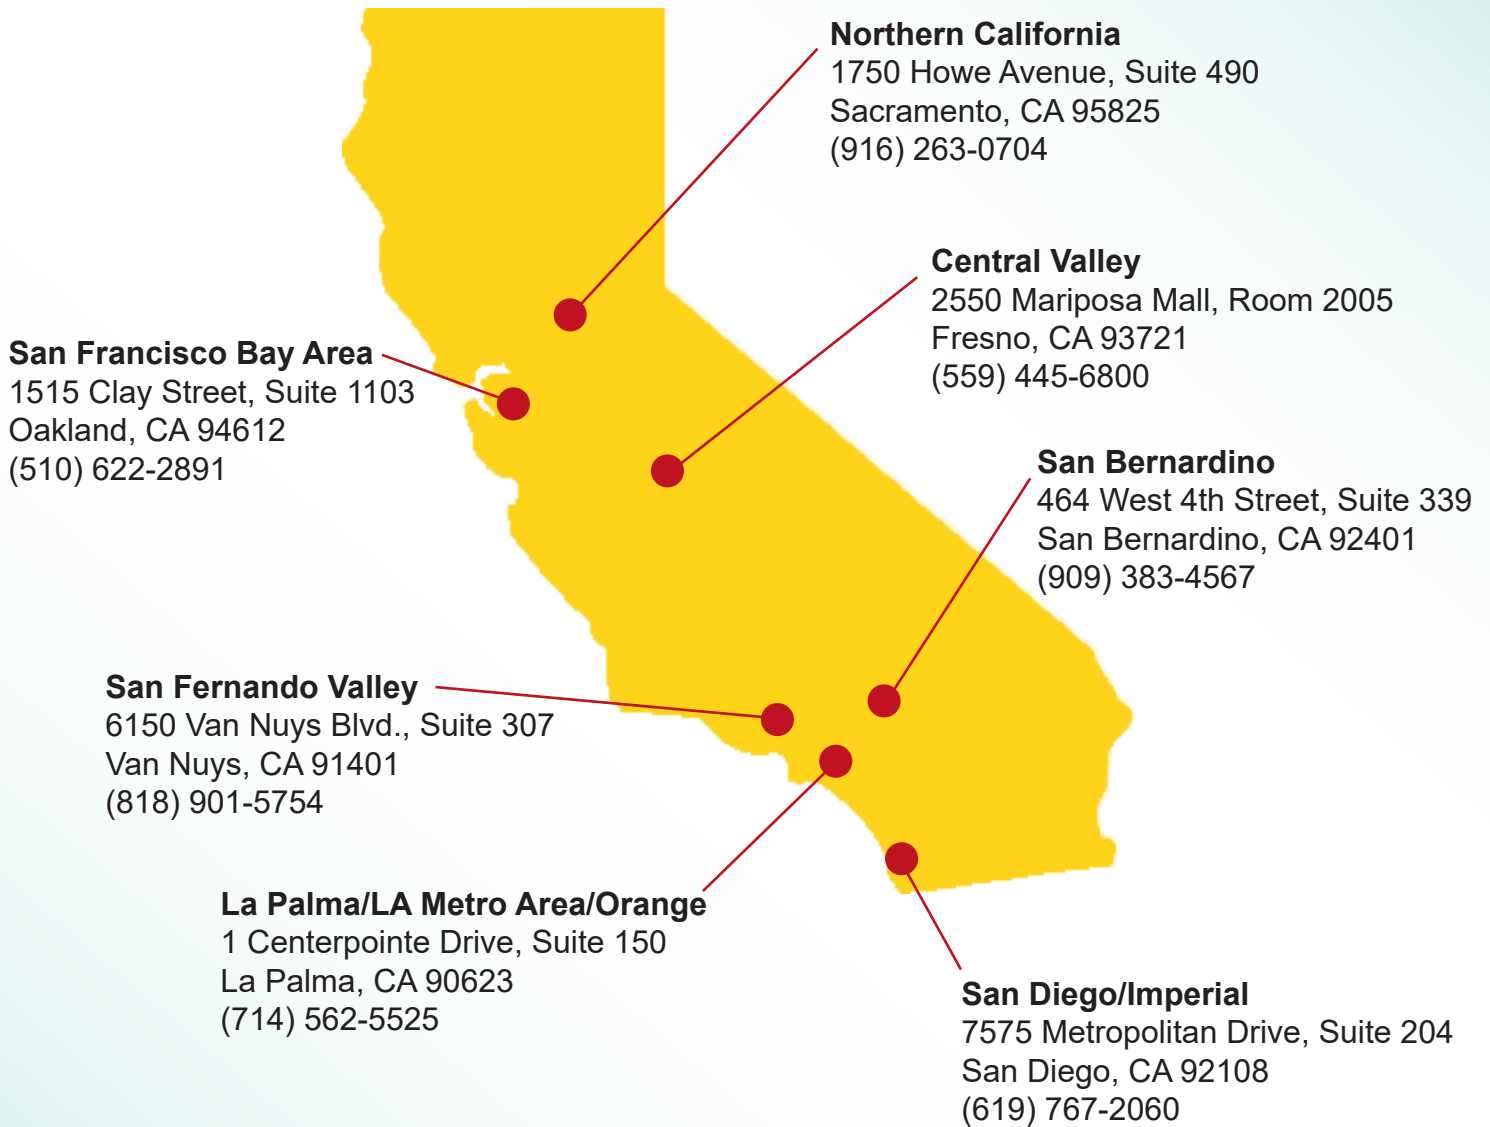 Northern California
1750 Howe Avenue, Suite 490
Sacramento, CA 95825
(916) 263-0704
Central Valley
2550 Mariposa Mall, Room 2005
Fresno, CA 93721
(559) 445-6800
San Francisco Bay Area
1515 Clay Street, Suite 1103
Oakland, CA 94612
(510) 622-2891
San Bernardino
464 West 4th Street, Suite 339
San Bernardino, CA 92401
(909) 383-4567
San Fernando Valley
6150 Van Nuys Blvd., Suite 307
Van Nuys, CA 91401
(818) 901-5754
La Palma/LA Metro Area/Orange
1 Centerpointe Drive, Suite 150
La Palma, CA 90623
(714) 562-5525
San Diego/Imperial
7575 Metropolitan Drive, Suite 204
San Diego, CA 92108
(619) 767-2060